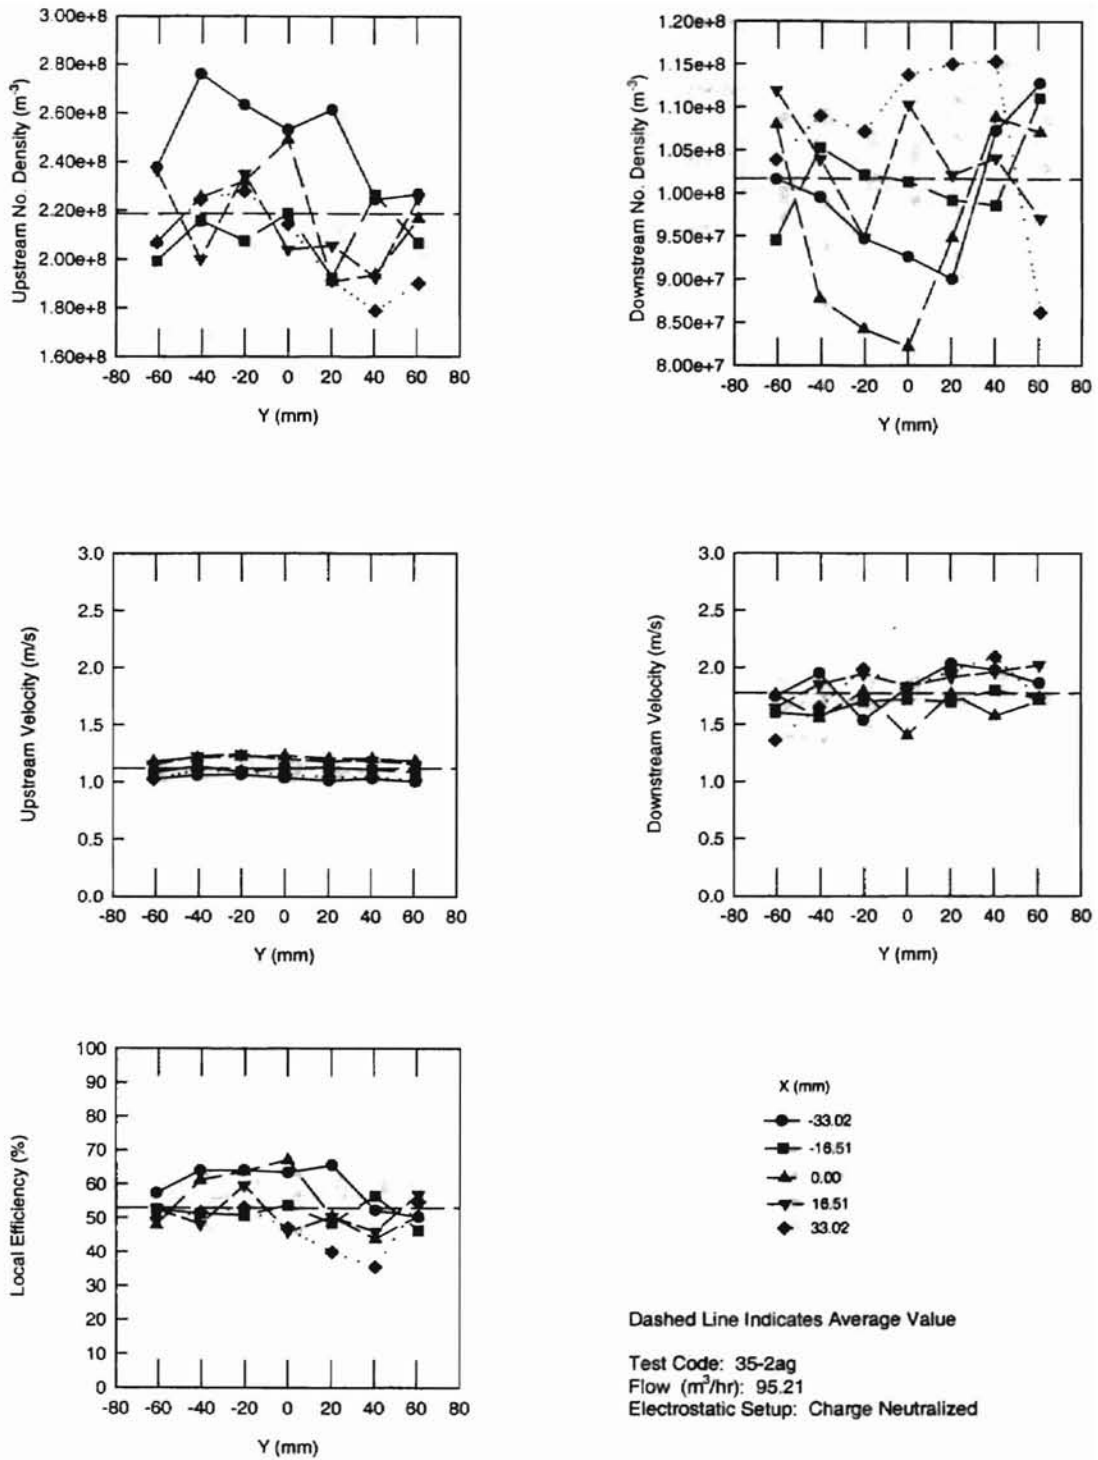 3.00e+8
2.80e+8
2.60e+8
2.40e+8
2.20e+8
2.00e+8
1.80e+8
1.60e+8
Upstream No. Density (m⁻³)
-80 -60 -40 -20 0 20 40 60 80
Y (mm)
1.20e+8
1.15e+8
1.10e+8
1.05e+8
1.00e+8
9.50e+7
9.00e+7
8.50e+7
8.00e+7
Downstream No. Density (m⁻³)
-80 -60 -40 -20 0 20 40 60 80
Y (mm)
3.0
2.5
2.0
1.5
1.0
0.5
0.0
Upstream Velocity (m/s)
-80 -60 -40 -20 0 20 40 60 80
Y (mm)
3.0
2.5
2.0
1.5
1.0
0.5
0.0
Downstream Velocity (m/s)
-80 -60 -40 -20 0 20 40 60 80
Y (mm)
100
90
80
70
60
50
40
30
20
10
0
Local Efficiency (%)
-80 -60 -40 -20 0 20 40 60 80
Y (mm)
X (mm)
-33.02
-16.51
0.00
16.51
33.02
Dashed Line Indicates Average Value
Test Code: 35-2ag
Flow (m³/hr): 95.21
Electrostatic Setup: Charge Neutralized